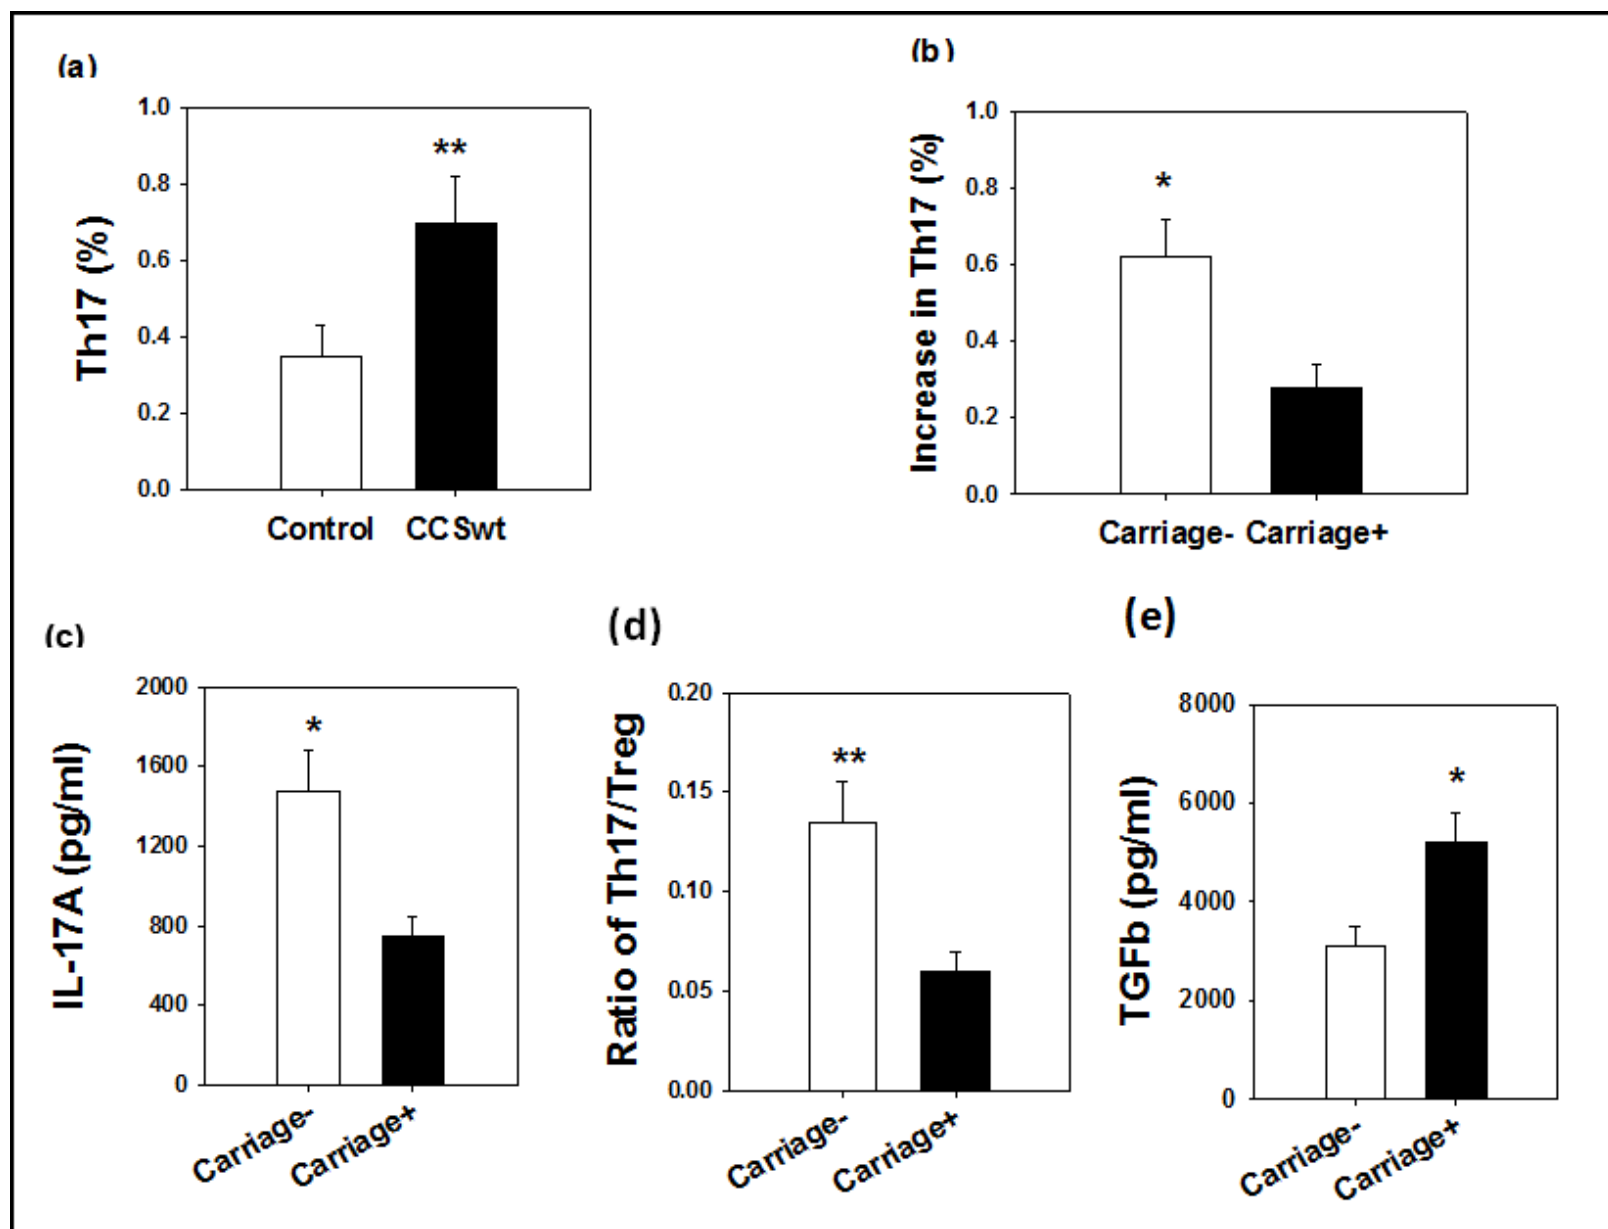 (a)
Th17 (%)
1.0
0.8
0.6
0.4
0.2
0.0
**
Control CCSwt
(b)
Increase in Th17 (%)
1.0
0.8
0.6
0.4
0.2
0.0
*
Carriage- Carriage+
(c)
IL-17A (pg/ml)
2000
1600
1200
800
400
0
*
Carriage-
Carriage+
(d)
Ratio of Th17/Treg
0.20
0.15
0.10
0.05
0.00
**
Carriage-
Carriage+
(e)
TGFb (pg/ml)
8000
6000
4000
2000
0
*
Carriage-
Carriage+